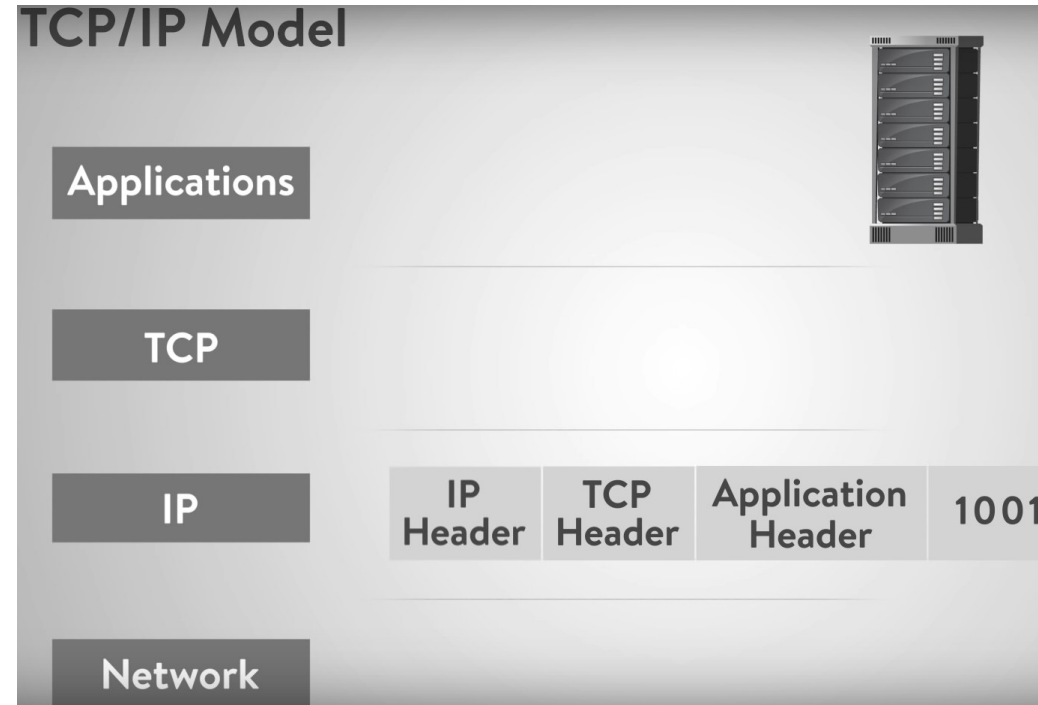 TCP/IP Model
Applications
TCP
IP
IP Header
TCP Header
Application Header
1001
Network